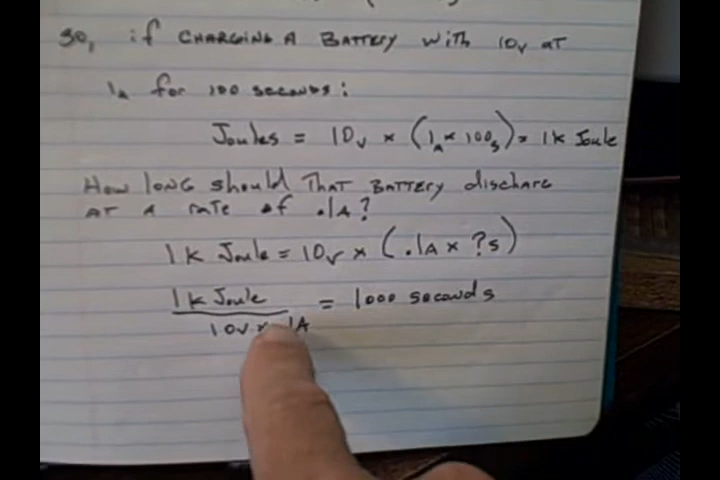 SO, if CHARGING A BATTERY with 10v AT
1A for 100 seconds:
Joules = 10v × (1A × 100s) = 1K Joule
How LONG should THAT BATTERY discharge
AT A rate of .1A?
1K Joule = 10v × (.1A × ?s)
1K Joule = 1000 seconds
10v × .1A